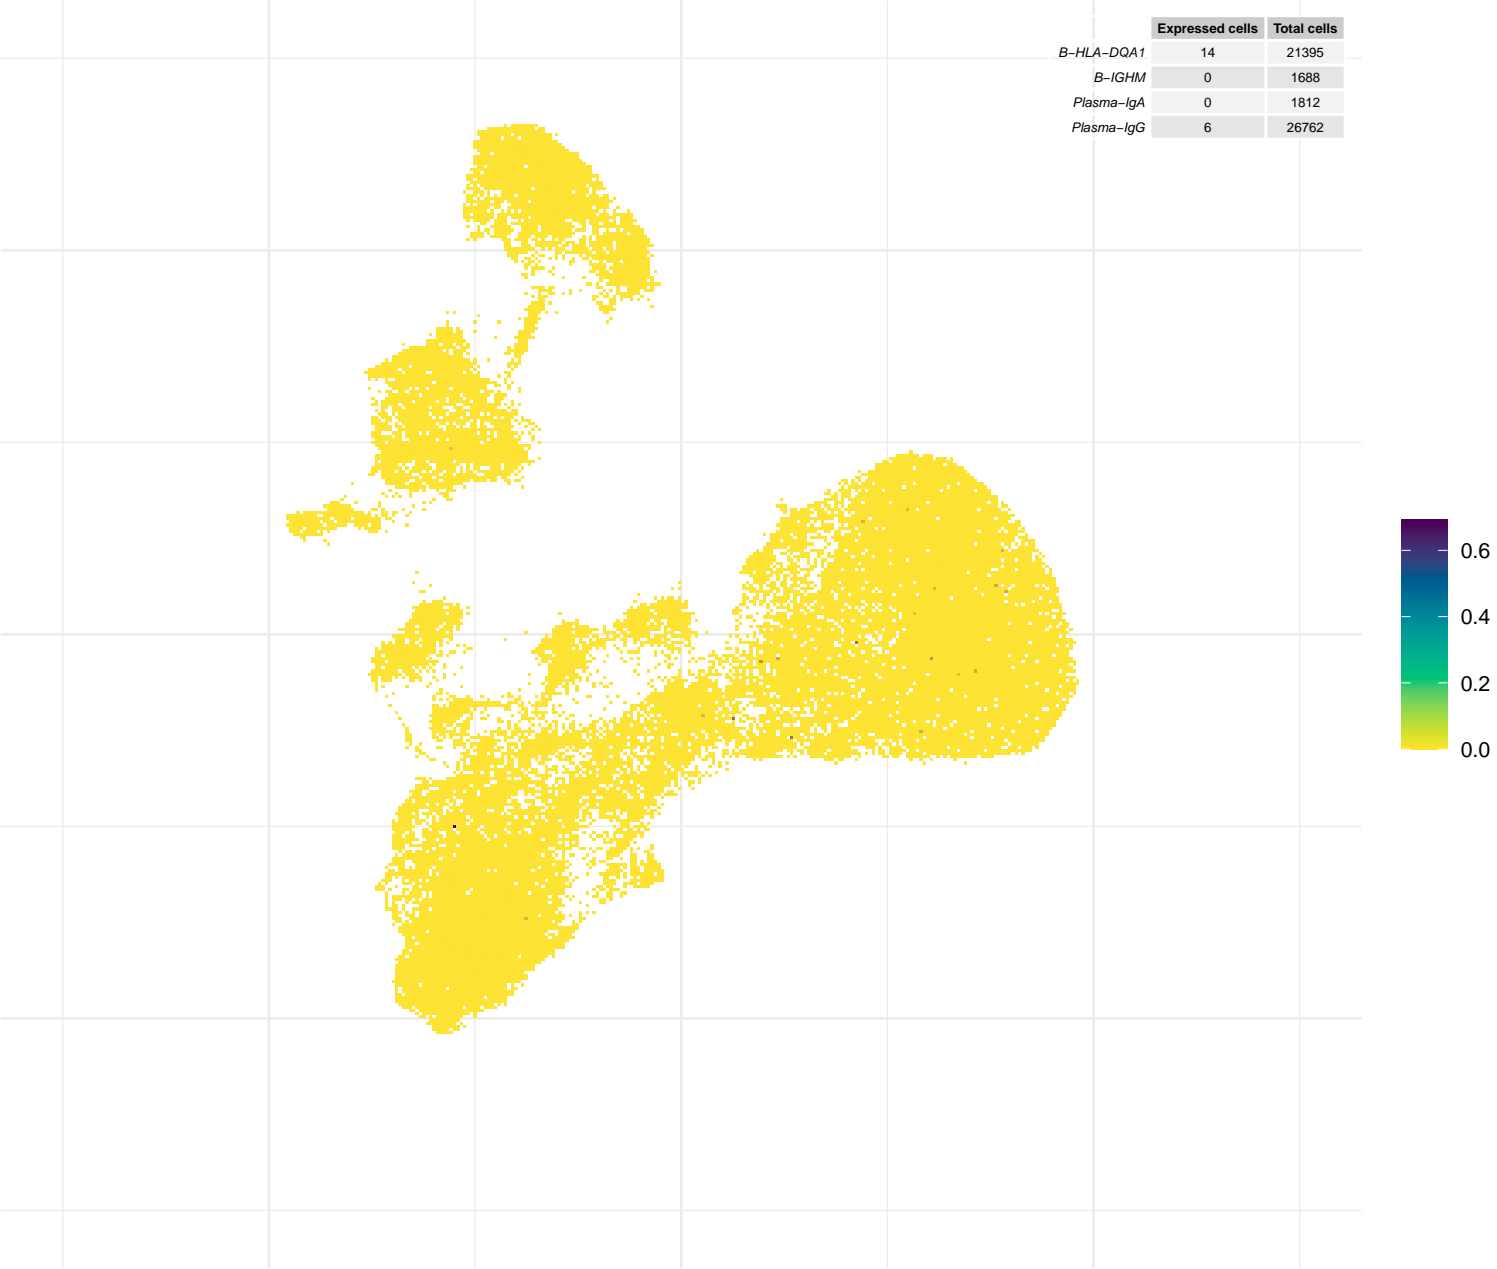 Expressed cells Total cells
B−HLA−DQA1 14 21395
B−IGHM 0 1688
Plasma−IgA 0 1812
Plasma−IgG 6 26762
0.6
0.4
0.2
0.0